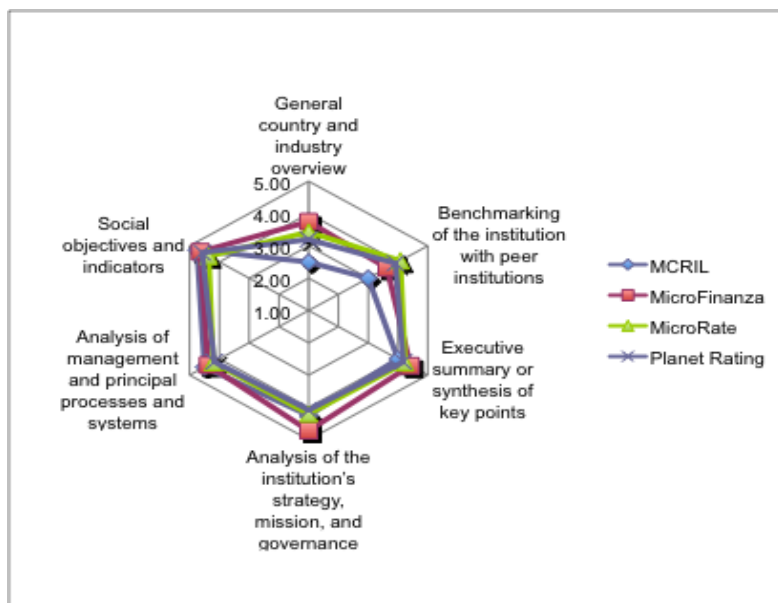 General
country and
industry
overview
5.00
4.00
3.00
2.00
1.00
Benchmarking
of the institution
with peer
institutions
Executive
summary or
synthesis of
key points
Analysis of the
institution's
strategy,
mission, and
governance
Analysis of
management
and principal
processes and
systems
Social
objectives and
indicators
MCRIL
MicroFinanza
MicroRate
Planet Rating